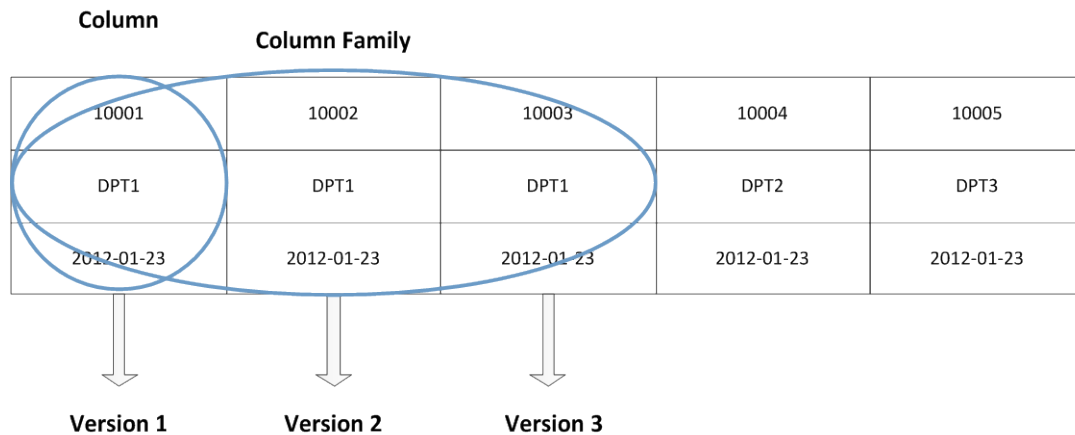 Column
Column Family
10001 10002 10003 10004 10005
DPT1 DPT1 DPT1 DPT2 DPT3
2012-01-23 2012-01-23 2012-01-23 2012-01-23 2012-01-23
Version 1 Version 2 Version 3